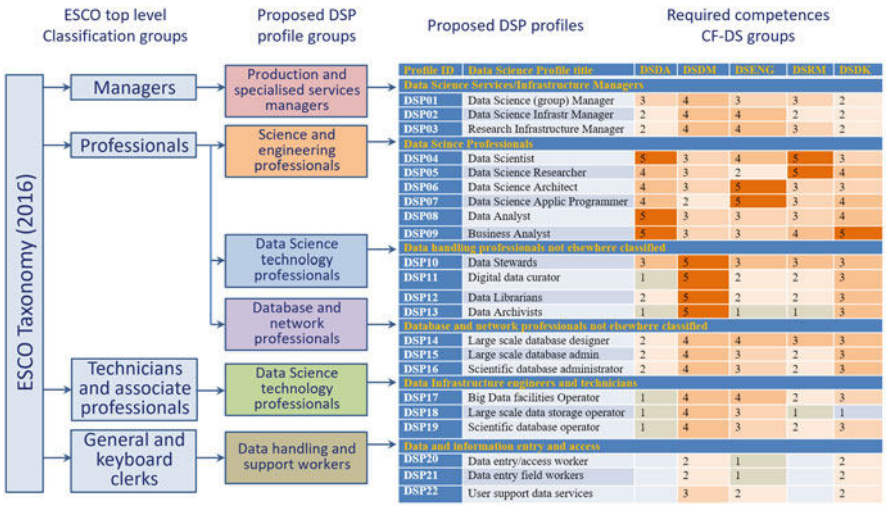 ESCO top level
Classification groups
Proposed DSP
profile groups
Proposed DSP profiles
Required competences
CF-DS groups
ESCO Taxonomy (2016)
Managers
Professionals
Technicians
and associate
professionals
General and
keyboard
clerks
Production and
specialised services
managers
Science and
engineering
professionals
Data Science
technology
professionals
Database and
network
professionals
Data Science
technology
professionals
Data handling and
support workers
Profile ID Data Science Profile title DSDA DSDM DSENG DSRM DSDK
Data Science Services/Infrastructure Managers
DSP01 Data Science (group) Manager 3 4 3 3 2
DSP02 Data Science Infrastr Manager 2 4 4 2 2
DSP03 Research Infrastructure Manager 2 4 4 3 2
Data Scince Professionals
DSP04 Data Scientist 5 3 4 5 3
DSP05 Data Science Researcher 4 3 2 5 4
DSP06 Data Science Architect 4 3 5 3 3
DSP07 Data Science Applic Programmer 4 2 5 3 4
DSP08 Data Analyst 5 3 3 3 4
DSP09 Business Analyst 5 3 3 4 5
Data handling professionals not elsewhere classified
DSP10 Data Stewards 3 5 3 3 3
DSP11 Digital data curator 1 5 2 2 3
DSP12 Data Librarians 2 5 2 2 3
DSP13 Data Archivists 1 5 1 1 3
Database and network professionals not elsewhere classified
DSP14 Large scale database designer 2 4 4 3 3
DSP15 Large scale database admin 2 4 3 2 3
DSP16 Scientific database administrator 2 4 3 2 3
Data Infrastructure engineers and technicians
DSP17 Big Data facilities Operator 1 4 4 2 3
DSP18 Large scale data storage operator 1 4 3 1 1
DSP19 Scientific database operator 1 4 3 2 3
Data and information entry and access
DSP20 Data entry/access worker 2 1 2
DSP21 Data entry field workers 2 1 2
DSP22 User support data services 3 2 2